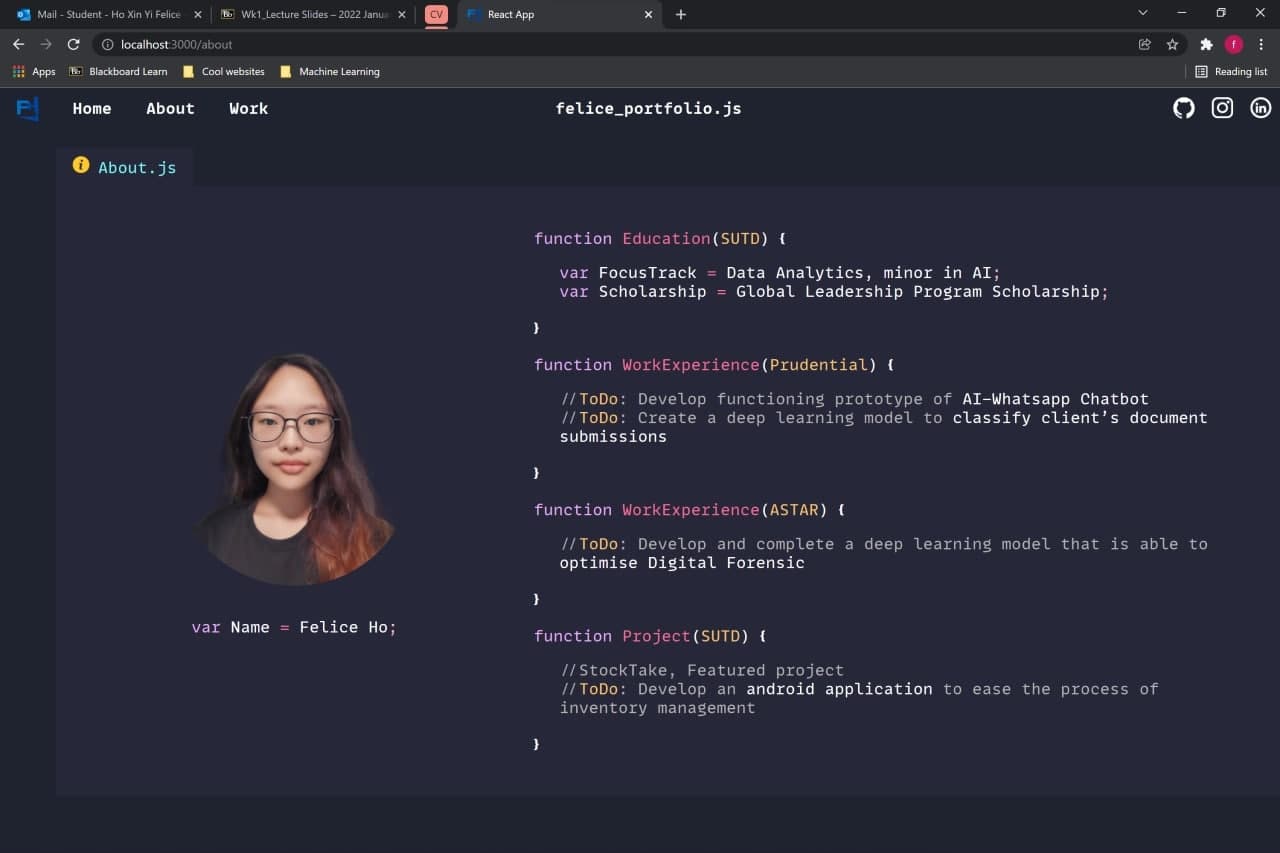 Mail - Student - Ho Xin Yi Felice
Wk1_Lecture Slides – 2022 Janua
CV
React App
localhost:3000/about
f
Apps
Bb
Blackboard Learn
Cool websites
Machine Learning
Reading list
Home
About
Work
felice_portfolio.js
in
i
About.js
function Education(SUTD) {
var FocusTrack = Data Analytics, minor in AI;
var Scholarship = Global Leadership Program Scholarship;
}
function WorkExperience(Prudential) {
//ToDo: Develop functioning prototype of AI-Whatsapp Chatbot
//ToDo: Create a deep learning model to classify client’s document
submissions
}
function WorkExperience(ASTAR) {
//ToDo: Develop and complete a deep learning model that is able to
optimise Digital Forensic
}
function Project(SUTD) {
//StockTake, Featured project
//ToDo: Develop an android application to ease the process of
inventory management
}
var Name = Felice Ho;